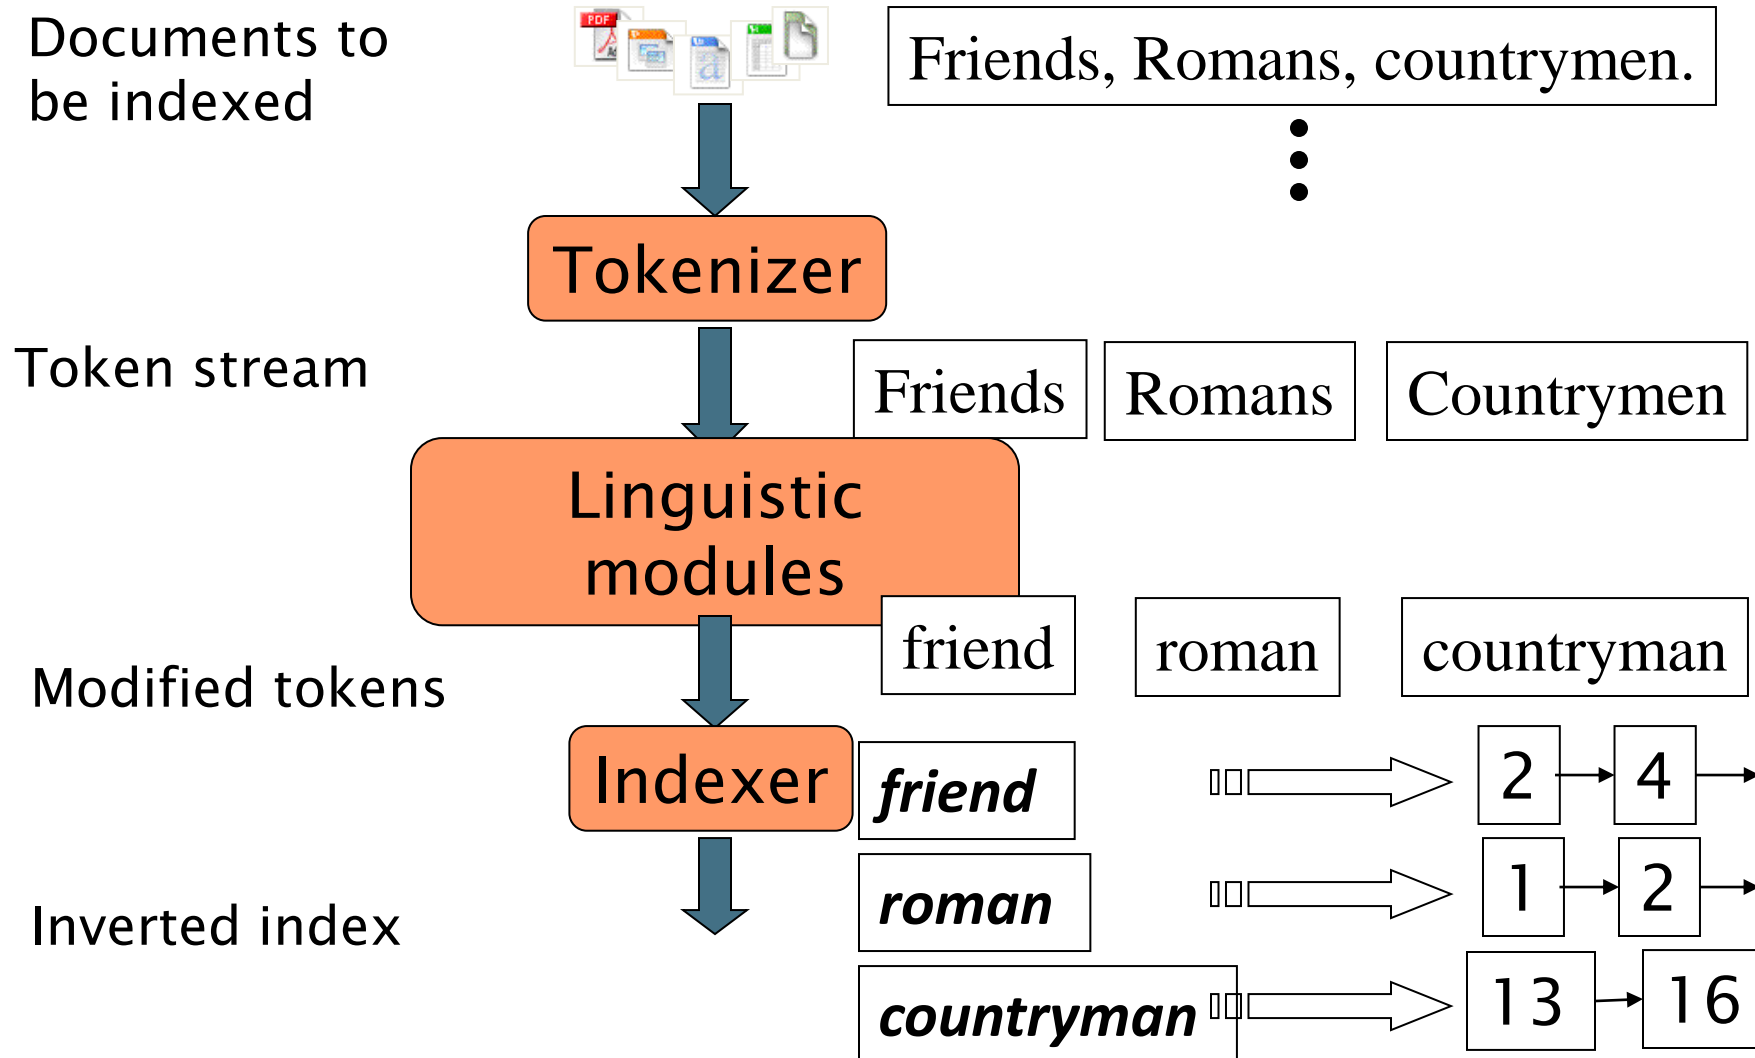 Documents to
be indexed
PDF
Friends, Romans, countrymen.
Tokenizer
Token stream
Friends
Romans
Countrymen
Linguistic
modules
friend
roman
countryman
Modified tokens
Indexer
friend
2
4
roman
1
2
Inverted index
countryman
13
16